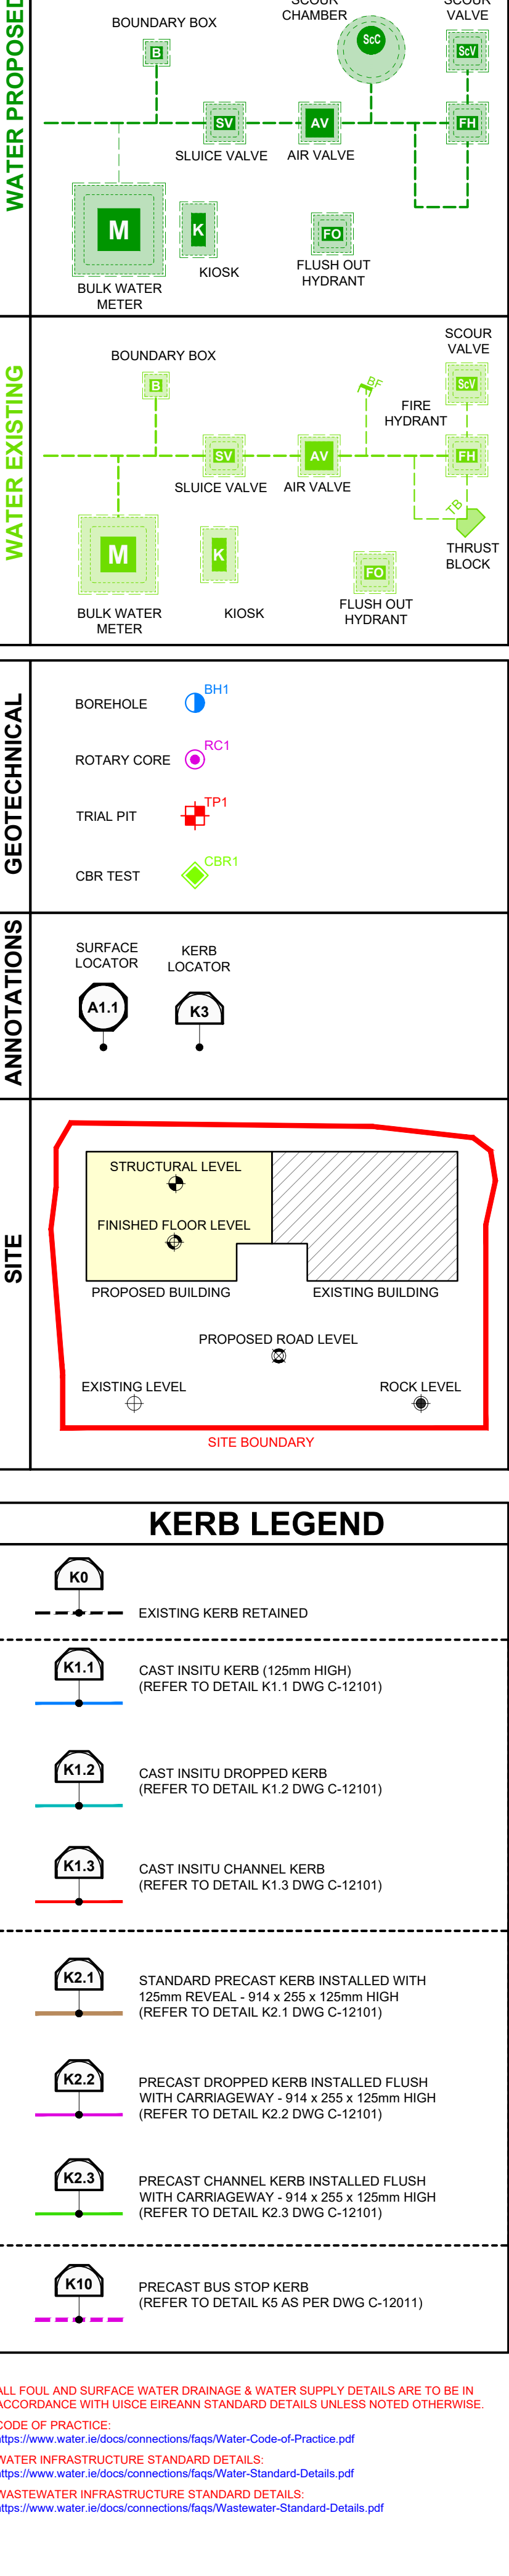 WATER PROPOSED
SCOUR
CHAMBER
SCOUR
VALVE
BOUNDARY BOX
ScC
ScV
B
SV
AV
FH
SLUICE VALVE
AIR VALVE
M
K
FO
KIOSK
FLUSH OUT
HYDRANT
BULK WATER
METER
WATER EXISTING
SCOUR
VALVE
BOUNDARY BOX
B
BF
ScV
FIRE
HYDRANT
SV
AV
FH
SLUICE VALVE
AIR VALVE
TB
THRUST
BLOCK
M
K
FO
BULK WATER
METER
KIOSK
FLUSH OUT
HYDRANT
GEOTECHNICAL
BOREHOLE
BH1
ROTARY CORE
RC1
TRIAL PIT
TP1
CBR TEST
CBR1
ANNOTATIONS
SURFACE
LOCATOR
KERB
LOCATOR
A1.1
K3
SITE
STRUCTURAL LEVEL
FINISHED FLOOR LEVEL
PROPOSED BUILDING
EXISTING BUILDING
PROPOSED ROAD LEVEL
EXISTING LEVEL
ROCK LEVEL
SITE BOUNDARY
KERB LEGEND
K0
EXISTING KERB RETAINED
K1.1
CAST INSITU KERB (125mm HIGH)
(REFER TO DETAIL K1.1 DWG C-12101)
K1.2
CAST INSITU DROPPED KERB
(REFER TO DETAIL K1.2 DWG C-12101)
K1.3
CAST INSITU CHANNEL KERB
(REFER TO DETAIL K1.3 DWG C-12101)
K2.1
STANDARD PRECAST KERB INSTALLED WITH
125mm REVEAL - 914 x 255 x 125mm HIGH
(REFER TO DETAIL K2.1 DWG C-12101)
K2.2
PRECAST DROPPED KERB INSTALLED FLUSH
WITH CARRIAGEWAY - 914 x 255 x 125mm HIGH
(REFER TO DETAIL K2.2 DWG C-12101)
K2.3
PRECAST CHANNEL KERB INSTALLED FLUSH
WITH CARRIAGEWAY - 914 x 255 x 125mm HIGH
(REFER TO DETAIL K2.3 DWG C-12101)
K10
PRECAST BUS STOP KERB
(REFER TO DETAIL K5 AS PER DWG C-12011)
ALL FOUL AND SURFACE WATER DRAINAGE & WATER SUPPLY DETAILS ARE TO BE IN
ACCORDANCE WITH UISCE EIREANN STANDARD DETAILS UNLESS NOTED OTHERWISE.
CODE OF PRACTICE:
https://www.water.ie/docs/connections/faqs/Water-Code-of-Practice.pdf
WATER INFRASTRUCTURE STANDARD DETAILS:
https://www.water.ie/docs/connections/faqs/Water-Standard-Details.pdf
WASTEWATER INFRASTRUCTURE STANDARD DETAILS:
https://www.water.ie/docs/connections/faqs/Wastewater-Standard-Details.pdf